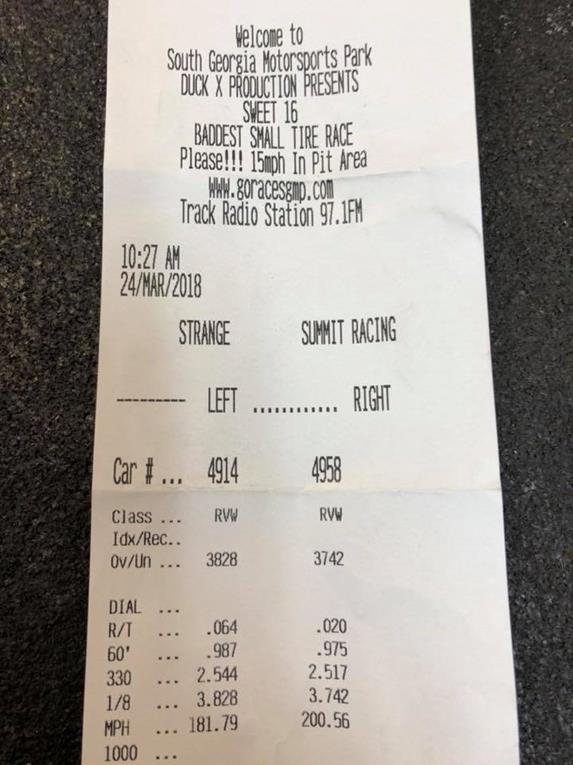 Welcome to
South Georgia Motorsports Park
DUCK X PRODUCTION PRESENTS
SWEET 16
BADDEST SMALL TIRE RACE
Please!!! 15mph In Pit Area
www.goracesgmp.com
Track Radio Station 97.1FM
10:27 AM
24/MAR/2018
STRANGE SUMMIT RACING
--------- LEFT ............ RIGHT
Car # ... 4914 4958
Class ... RVW RVW
Idx/Rec..
Ov/Un ... 3828 3742
DIAL ...
R/T ... .064 .020
60' ... .987 .975
330 ... 2.544 2.517
1/8 ... 3.828 3.742
MPH ... 181.79 200.56
1000 ...